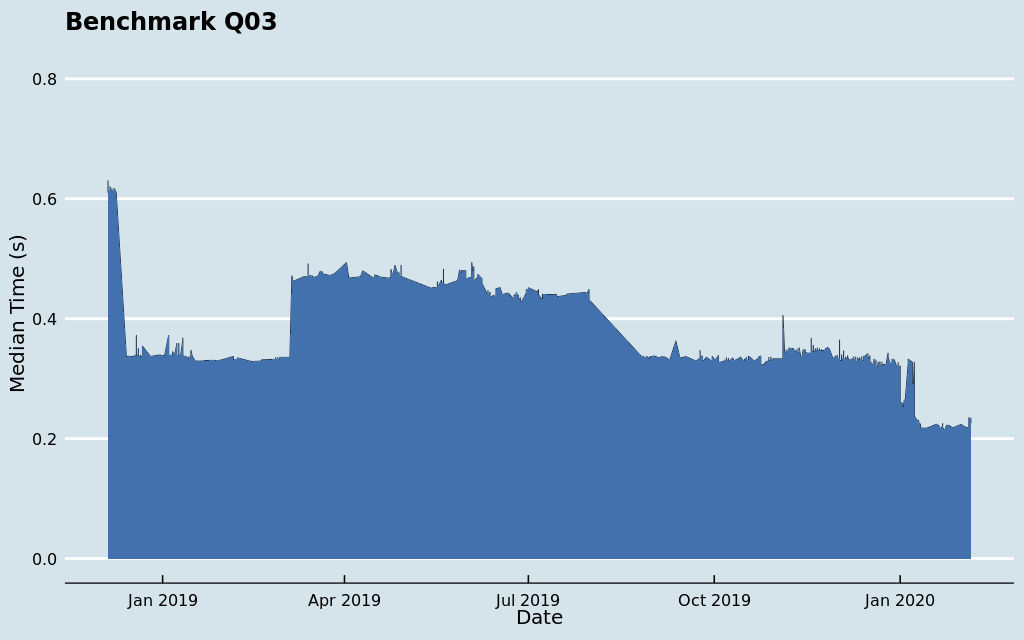 Benchmark Q03
Median Time (s)
0.8
0.6
0.4
0.2
0.0
Jan 2019
Apr 2019
Jul 2019
Oct 2019
Jan 2020
Date